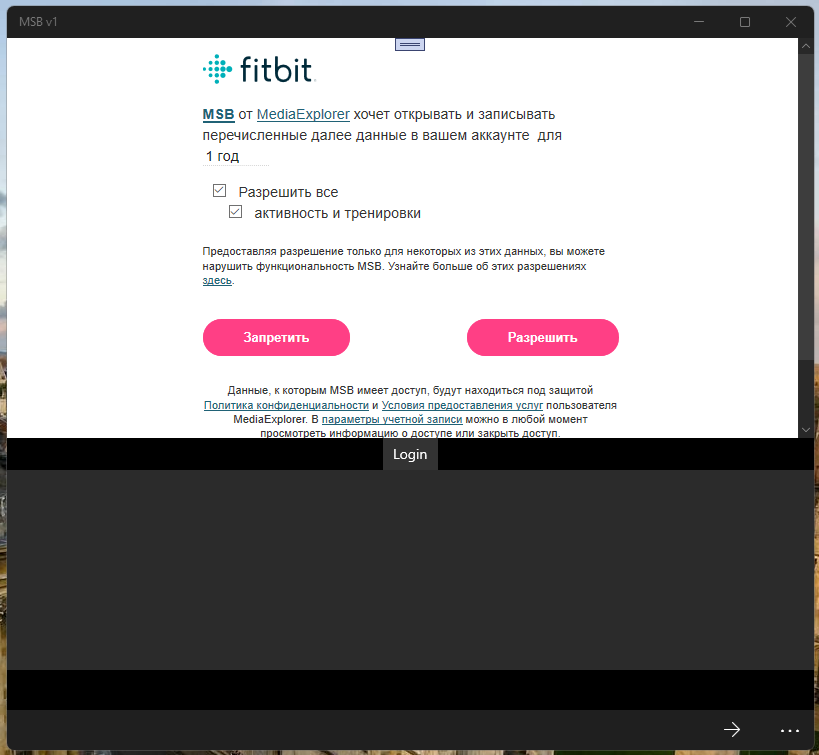 MSB v1
fitbit
MSB от MediaExplorer хочет открывать и записывать
перечисленные далее данные в вашем аккаунте для
1 год
Разрешить все
активность и тренировки
Предоставляя разрешение только для некоторых из этих данных, вы можете
нарушить функциональность MSB. Узнайте больше об этих разрешениях
здесь.
Запретить Разрешить
Данные, к которым MSB имеет доступ, будут находиться под защитой
Политика конфиденциальности и Условия предоставления услуг пользователя
MediaExplorer. В параметры учетной записи можно в любой момент
просмотреть информацию о доступе или закрыть доступ.
Login